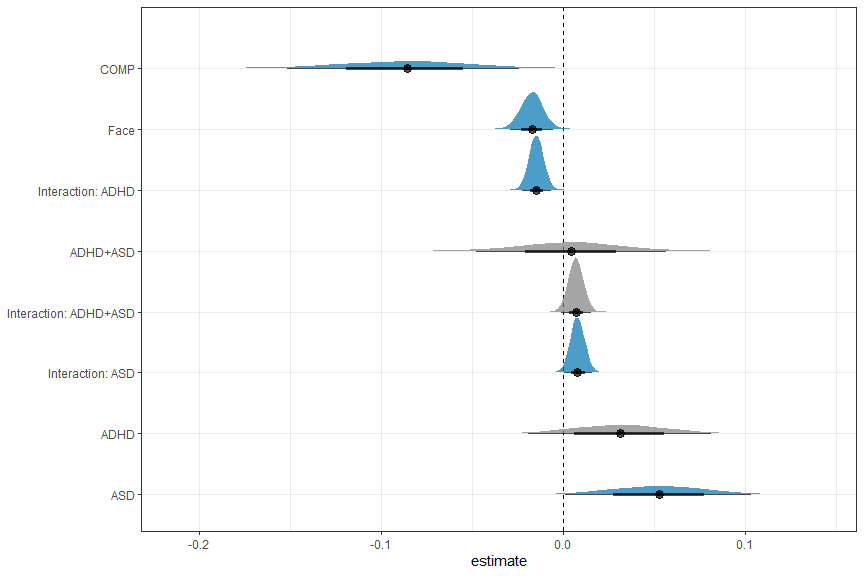 COMP
Face
Interaction: ADHD
ADHD+ASD
Interaction: ADHD+ASD
Interaction: ASD
ADHD
ASD
-0.2 -0.1 0.0 0.1
estimate